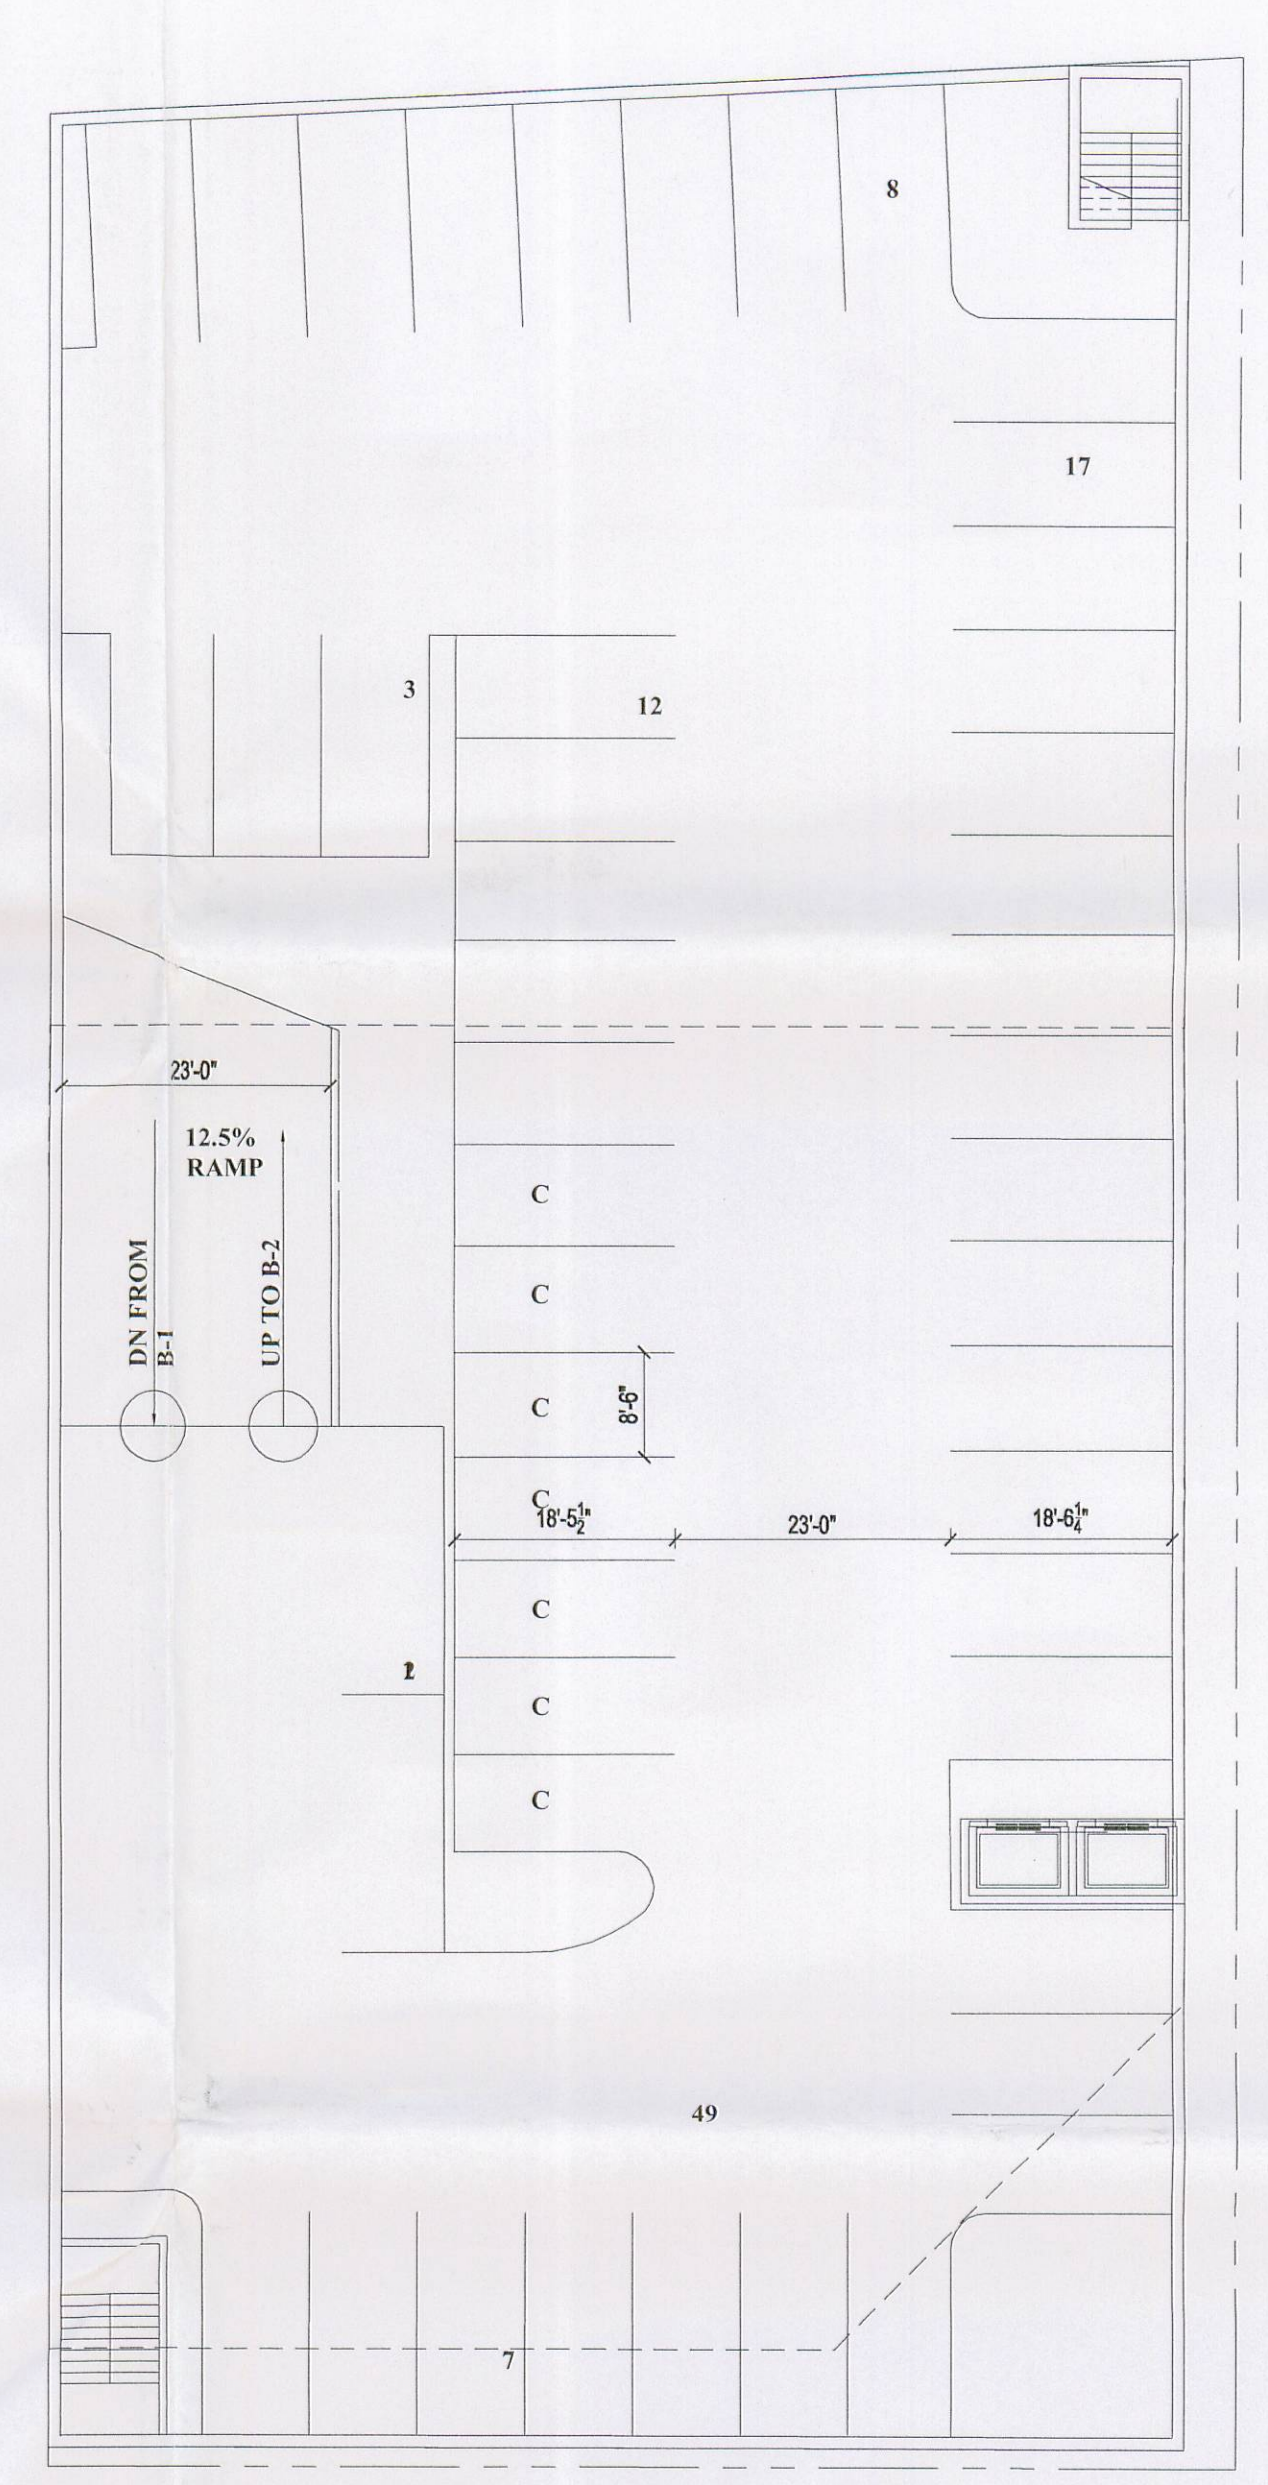 8
17
3
12
23'-0"
12.5%
RAMP
DN FROM
B-1
UP TO B-2
C
C
C
8'-6"
C
18'-5½"
23'-0"
18'-6¼"
C
C
C
49
7